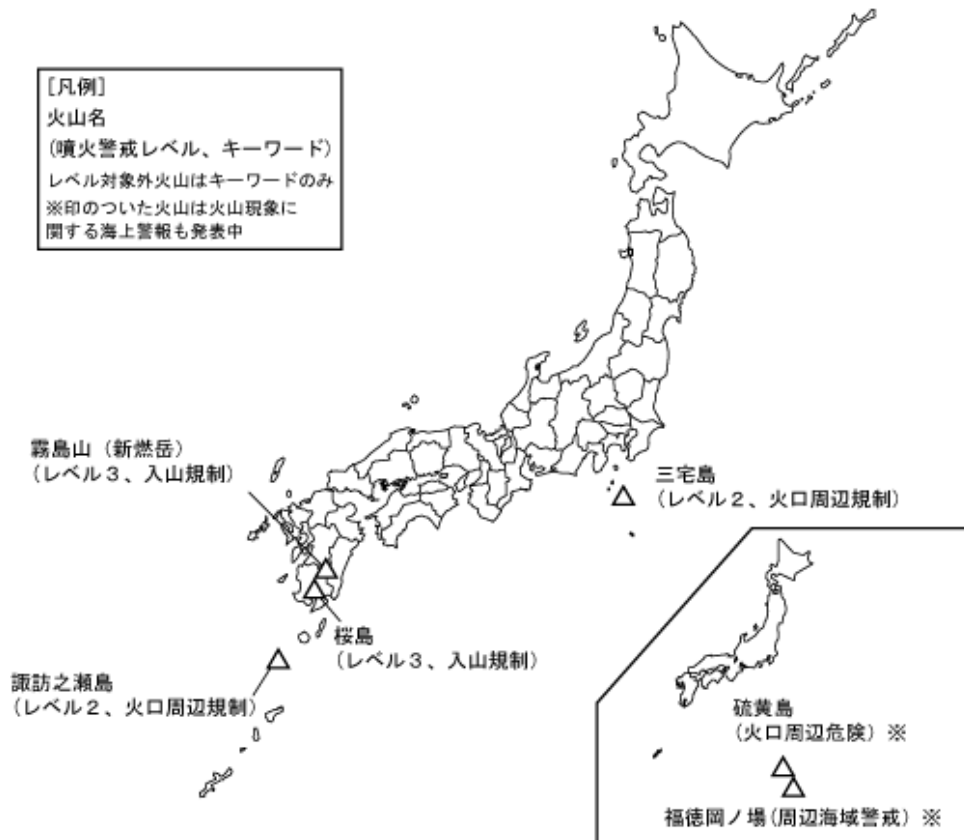 [凡例]
火山名
(噴火警戒レベル、キーワード)
レベル対象外火山はキーワードのみ
※印のついた火山は火山現象に
関する海上警報も発表中
霧島山（新燃岳）
(レベル３、入山規制)
三宅島
(レベル２、火口周辺規制)
桜島
(レベル３、入山規制)
諏訪之瀬島
(レベル２、火口周辺規制)
硫黄島
(火口周辺危険) ※
福徳岡ノ場(周辺海域警戒) ※